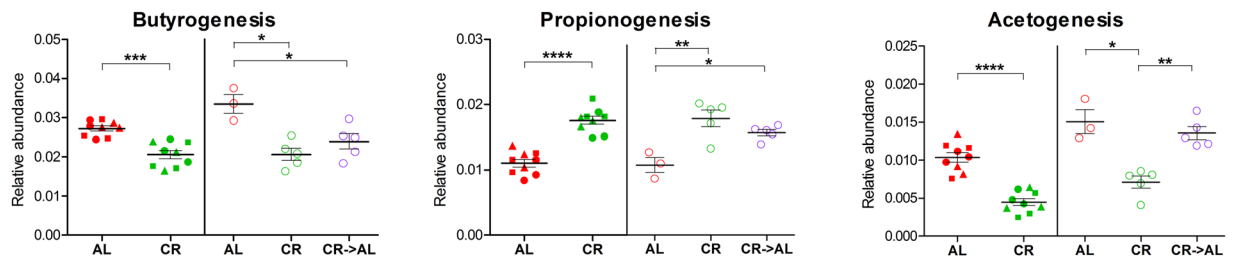 Butyrogenesis
Relative abundance
0.05
0.04
0.03
0.02
0.01
0.00
***
*
*
AL CR AL CR CR->AL
Propionogenesis
Relative abundance
0.03
0.02
0.01
0.00
****
**
*
AL CR AL CR CR->AL
Acetogenesis
Relative abundance
0.025
0.020
0.015
0.010
0.005
0.000
****
*
**
AL CR AL CR CR->AL